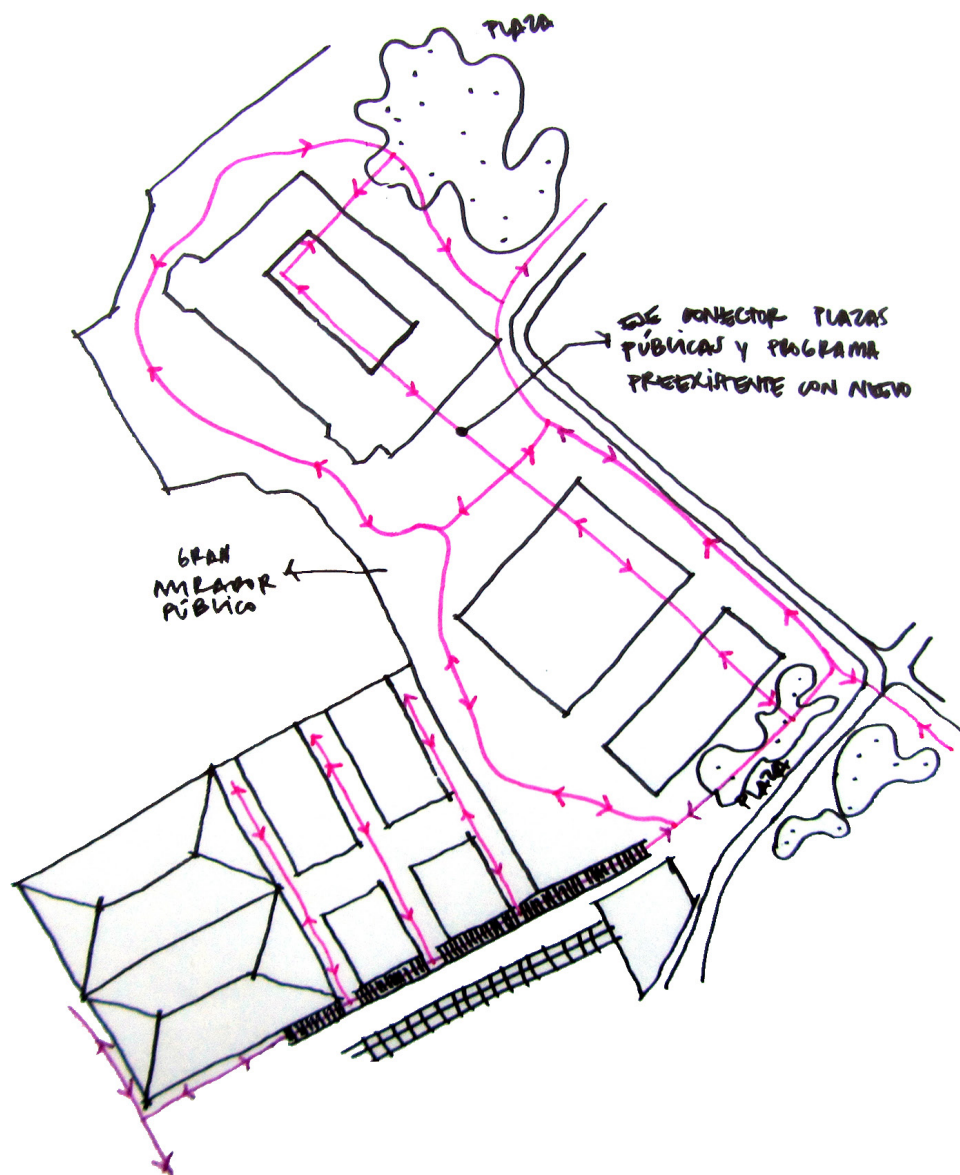 PLAZA
EJE CONECTOR PLAZAS
PÚBLICAS Y PROGRAMA
PREEXISTENTE CON NUEVO
GRAN
MIRADOR
PÚBLICO
PLAZA